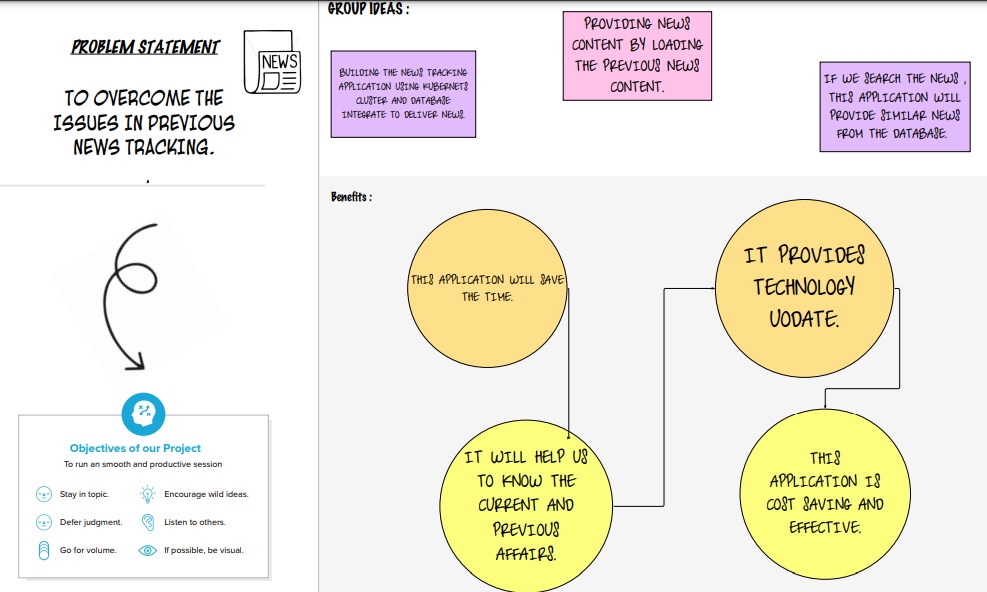 PROBLEM STATEMENT
NEWS
TO OVERCOME THE
ISSUES IN PREVIOUS
NEWS TRACKING.
Objectives of our Project
To run an smooth and productive session
Stay in topic.
Encourage wild ideas.
Defer judgment.
Listen to others.
Go for volume.
If possible, be visual.
GROUP IDEAS :
BUILDING THE NEWS TRACKING
APPLICATION USING KUBERNETS
CLUSTER AND DATABASE
INTEGRATE TO DELIVER NEWS.
PROVIDING NEWS
CONTENT BY LOADING
THE PREVIOUS NEWS
CONTENT.
IF WE SEARCH THE NEWS ,
THIS APPLICATION WILL
PROVIDE SIMILAR NEWS
FROM THE DATABASE.
Benefits :
THIS APPLICATION WILL SAVE
THE TIME.
IT WILL HELP US
TO KNOW THE
CURRENT AND
PREVIOUS
AFFAIRS.
IT PROVIDES
TECHNOLOGY
UODATE.
THIS
APPLICATION IS
COST SAVING AND
EFFECTIVE.